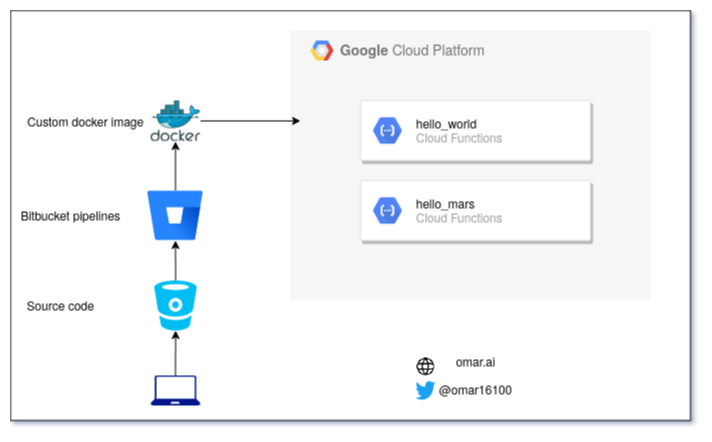 Google Cloud Platform
hello_world
Cloud Functions
Custom docker image
docker
hello_mars
Cloud Functions
Bitbucket pipelines
Source code
omar.ai
@omar16100